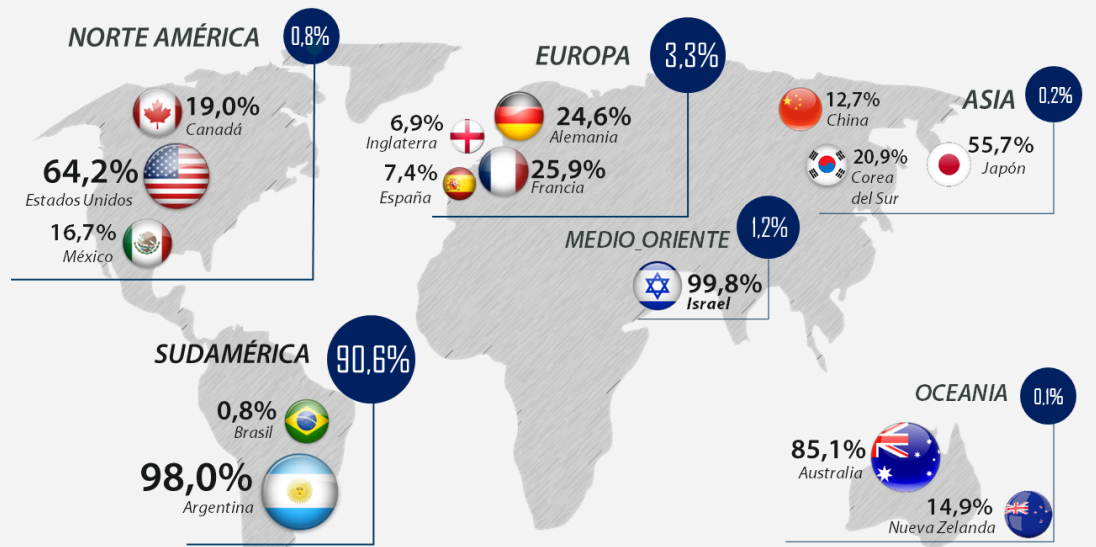 NORTE AMÉRICA
0,8%
19,0%
Canadá
64,2%
Estados Unidos
16,7%
México
EUROPA
3,3%
6,9%
Inglaterra
24,6%
Alemania
7,4%
España
25,9%
Francia
ASIA
0,2%
12,7%
China
20,9%
Corea
del Sur
55,7%
Japón
MEDIO_ORIENTE
1,2%
99,8%
Israel
SUDAMÉRICA
90,6%
0,8%
Brasil
98,0%
Argentina
OCEANIA
0,1%
85,1%
Australia
14,9%
Nueva Zelanda